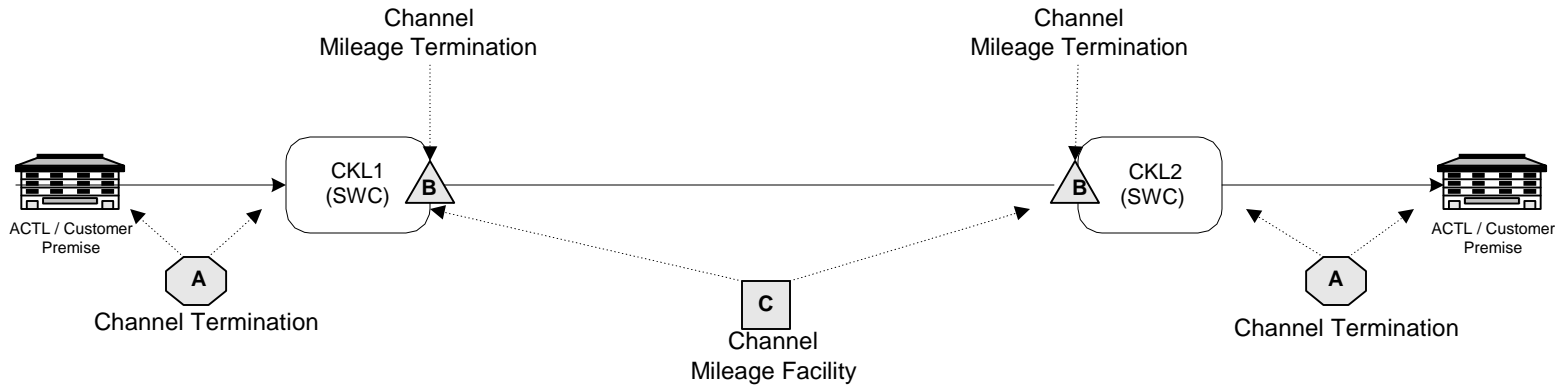 Channel
Mileage Termination
Channel
Mileage Termination
CKL1
(SWC)
B
B
CKL2
(SWC)
ACTL / Customer
Premise
ACTL / Customer
Premise
A
Channel Termination
C
Channel
Mileage Facility
A
Channel Termination